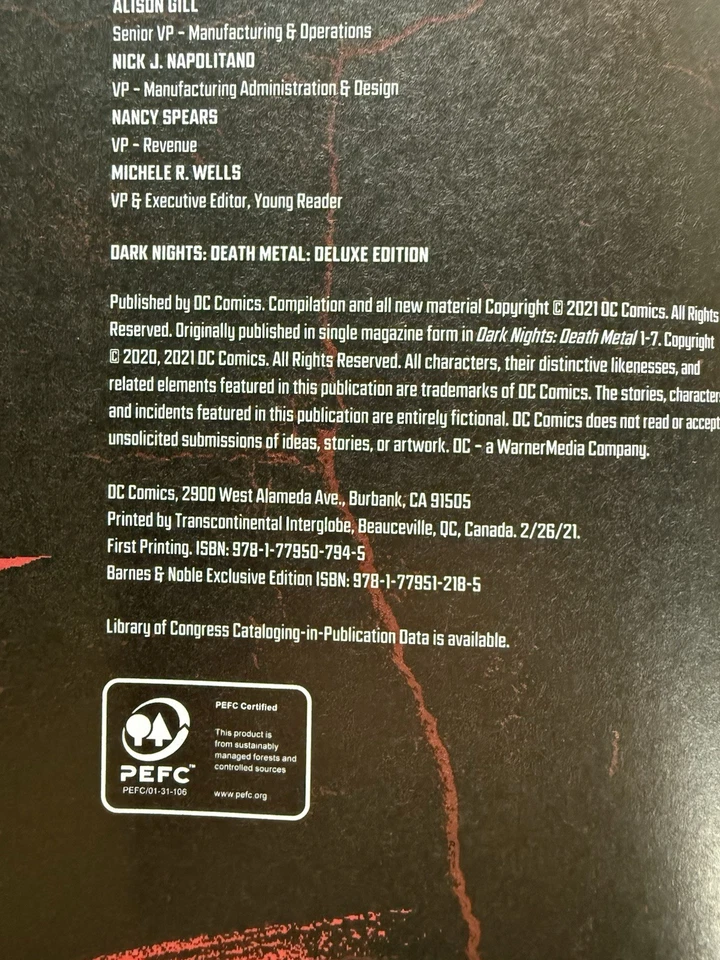 ALISON GILL
Senior VP – Manufacturing & Operations
NICK J. NAPOLITANO
VP – Manufacturing Administration & Design
NANCY SPEARS
VP – Revenue
MICHELE R. WELLS
VP & Executive Editor, Young Reader
DARK NIGHTS: DEATH METAL: DELUXE EDITION
Published by DC Comics. Compilation and all new material Copyright © 2021 DC Comics. All Rights
Reserved. Originally published in single magazine form in Dark Nights: Death Metal 1-7. Copyright
© 2020, 2021 DC Comics. All Rights Reserved. All characters, their distinctive likenesses, and
related elements featured in this publication are trademarks of DC Comics. The stories, characters
and incidents featured in this publication are entirely fictional. DC Comics does not read or accept
unsolicited submissions of ideas, stories, or artwork. DC – a WarnerMedia Company.
DC Comics, 2900 West Alameda Ave., Burbank, CA 91505
Printed by Transcontinental Interglobe, Beauceville, QC, Canada. 2/26/21.
First Printing. ISBN: 978-1-77950-794-5
Barnes & Noble Exclusive Edition ISBN: 978-1-77951-218-5
Library of Congress Cataloging-in-Publication Data is available.
PEFC Certified
This product is
from sustainably
managed forests and
controlled sources
www.pefc.org
PEFC™
PEFC/01-31-106